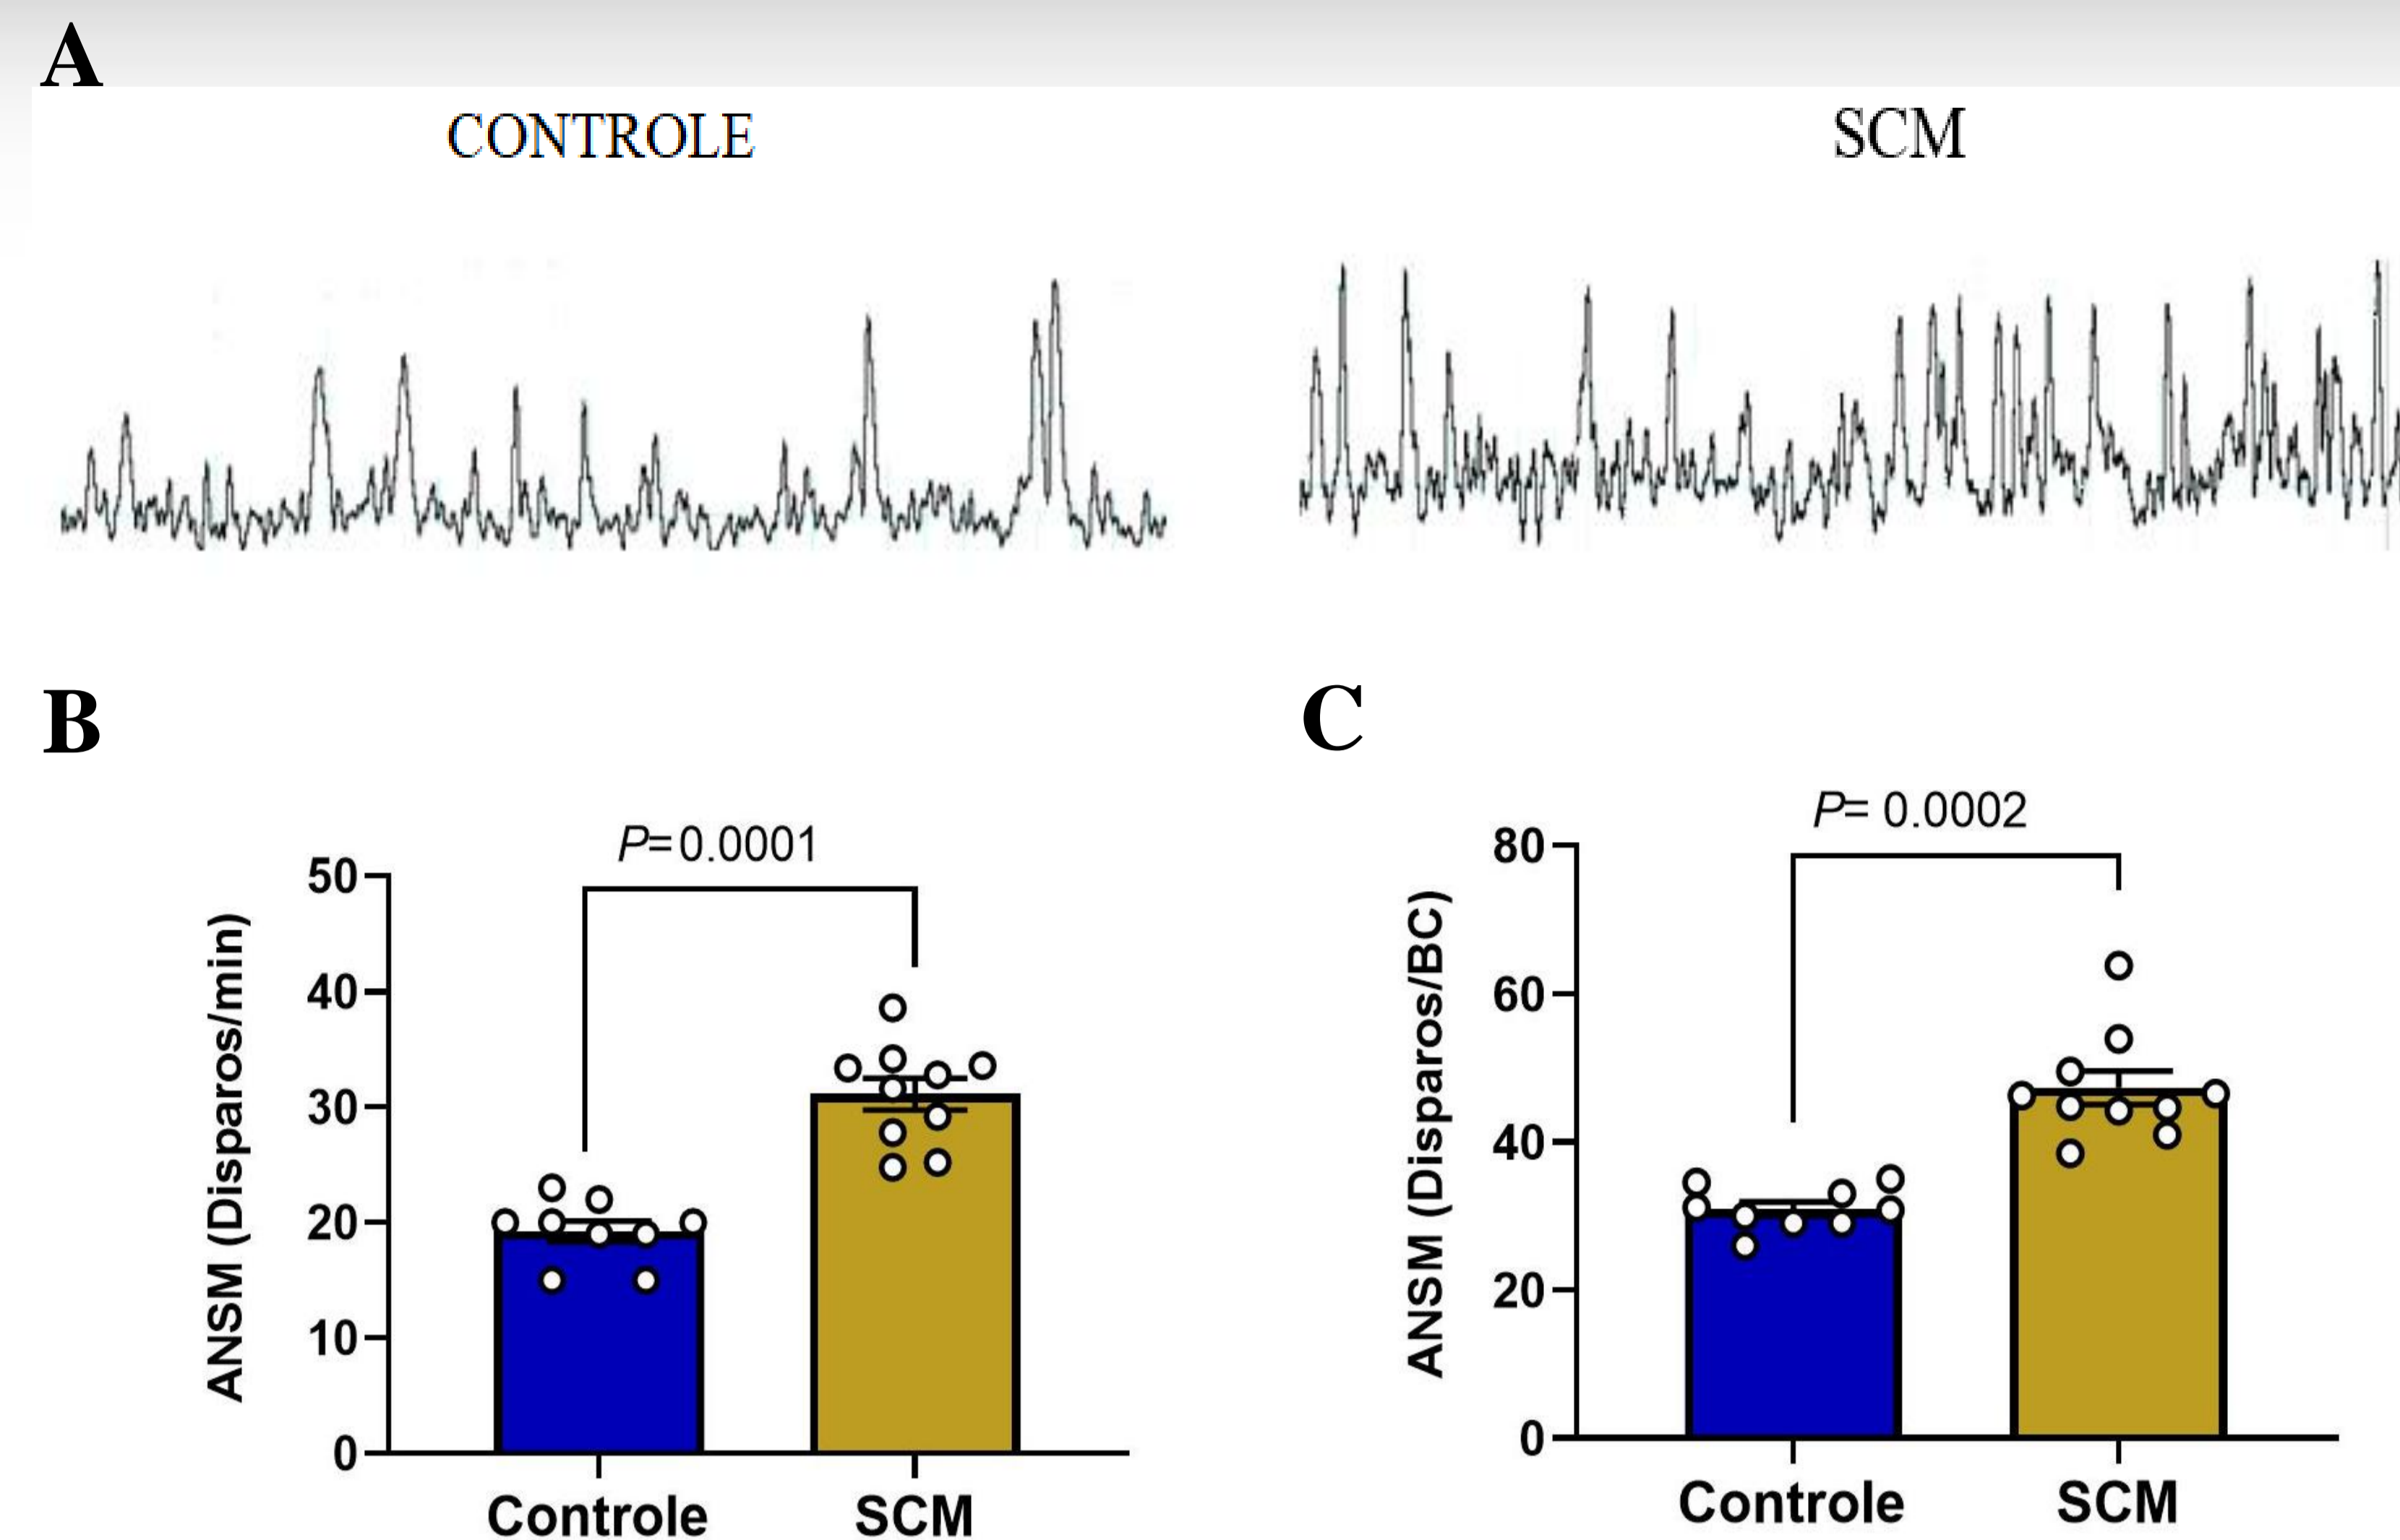 A
CONTROLE
SCM
B
C
P= 0.0001
50
40
30
20
10
0
ANSM (Disparos/min)
Controle
SCM
P= 0.0002
80
60
40
20
0
ANSM (Disparos/BC)
Controle
SCM